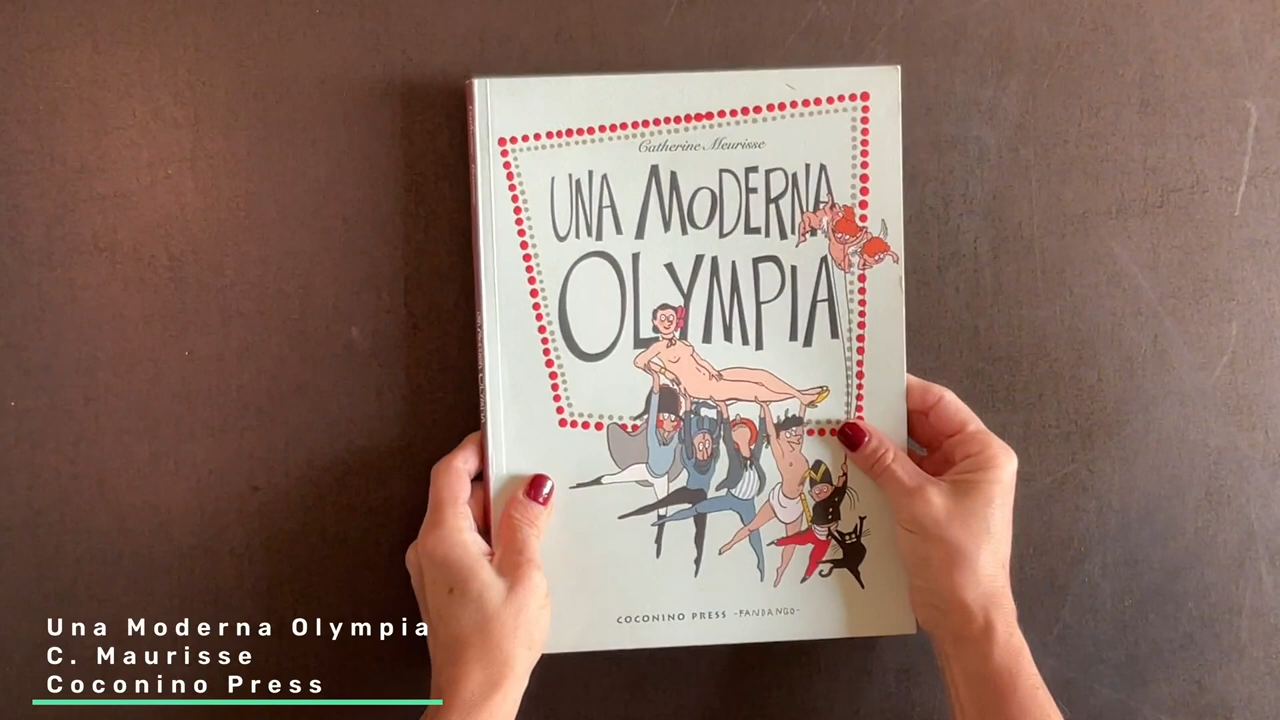 Catherine Meurisse
UNA MODERNA
OLYMPIA
COCONINO PRESS -FANDANGO-
Una Moderna Olympia
C. Maurisse
Coconino Press